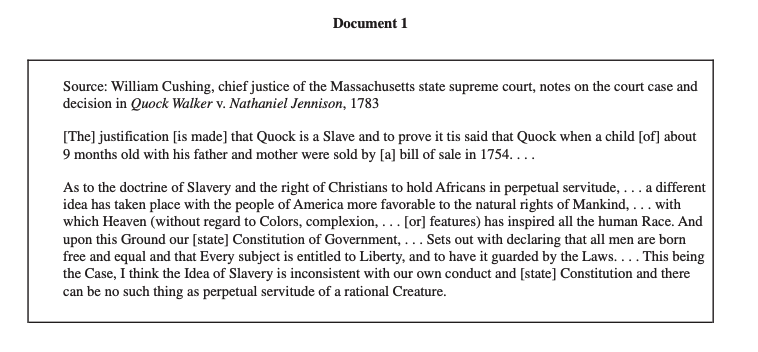 Document 1
Source: William Cushing, chief justice of the Massachusetts state supreme court, notes on the court case and
decision in Quock Walker v. Nathaniel Jennison, 1783
[The] justification [is made] that Quock is a Slave and to prove it tis said that Quock when a child [of] about
9 months old with his father and mother were sold by [a] bill of sale in 1754. . . .
As to the doctrine of Slavery and the right of Christians to hold Africans in perpetual servitude, . . . a different
idea has taken place with the people of America more favorable to the natural rights of Mankind, . . . with
which Heaven (without regard to Colors, complexion, . . . [or] features) has inspired all the human Race. And
upon this Ground our [state] Constitution of Government, . . . Sets out with declaring that all men are born
free and equal and that Every subject is entitled to Liberty, and to have it guarded by the Laws. . . . This being
the Case, I think the Idea of Slavery is inconsistent with our own conduct and [state] Constitution and there
can be no such thing as perpetual servitude of a rational Creature.